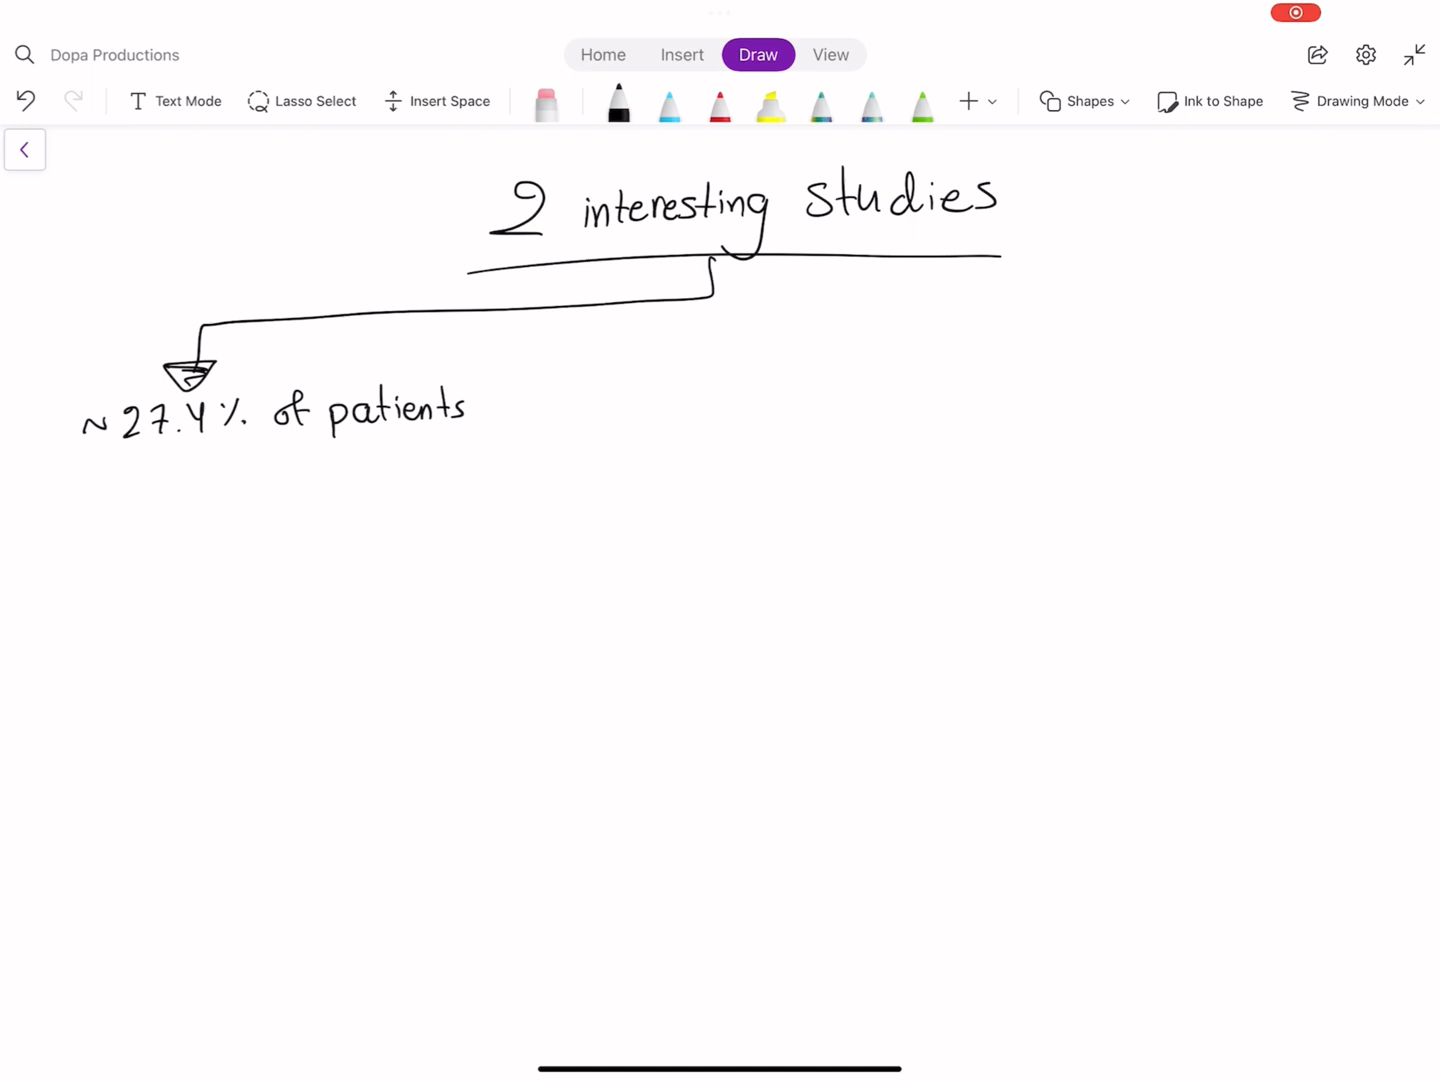 Dopa Productions
Home Insert Draw View
Text Mode Lasso Select Insert Space Shapes Ink to Shape Drawing Mode
2 interesting studies
~27.4% of patients